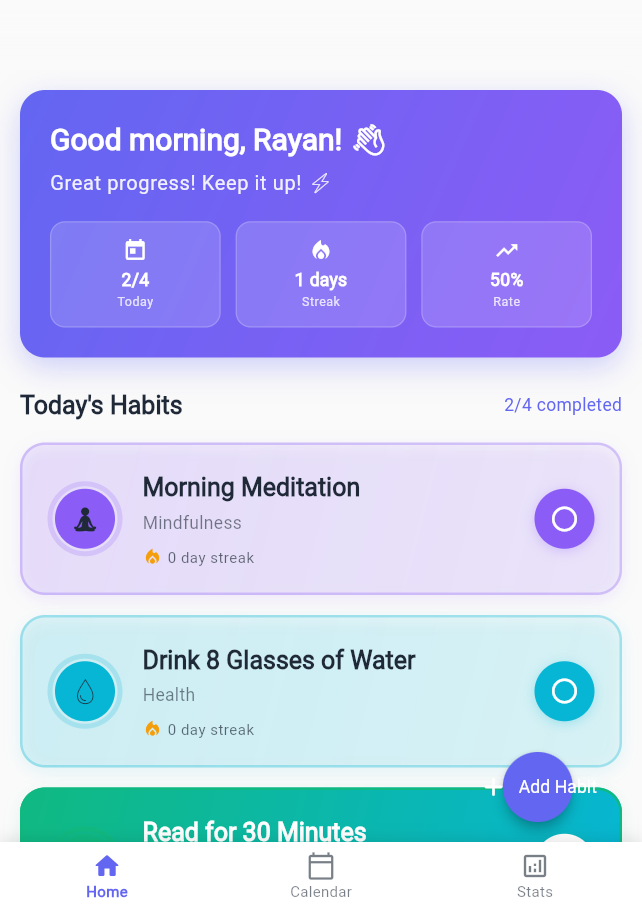 Good morning, Rayan! 👋
Great progress! Keep it up! ⚡
2/4
Today
1 days
Streak
50%
Rate
Today's Habits
2/4 completed
Morning Meditation
Mindfulness
0 day streak
Drink 8 Glasses of Water
Health
0 day streak
+ Add Habit
Read for 30 Minutes
Home
Calendar
Stats